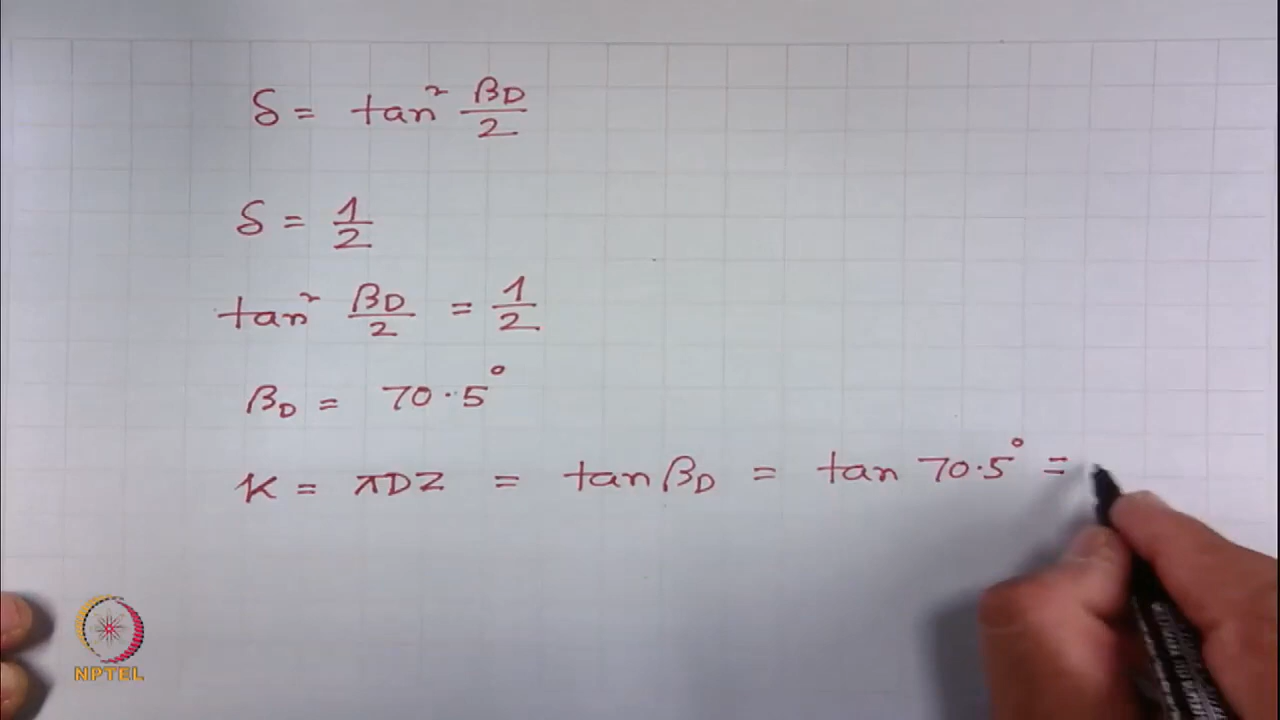 δ = tan² βD/2
δ = 1/2
tan² βD/2 = 1/2
βD = 70.5°
K = πDZ = tan βD = tan 70.5° =
NPTEL